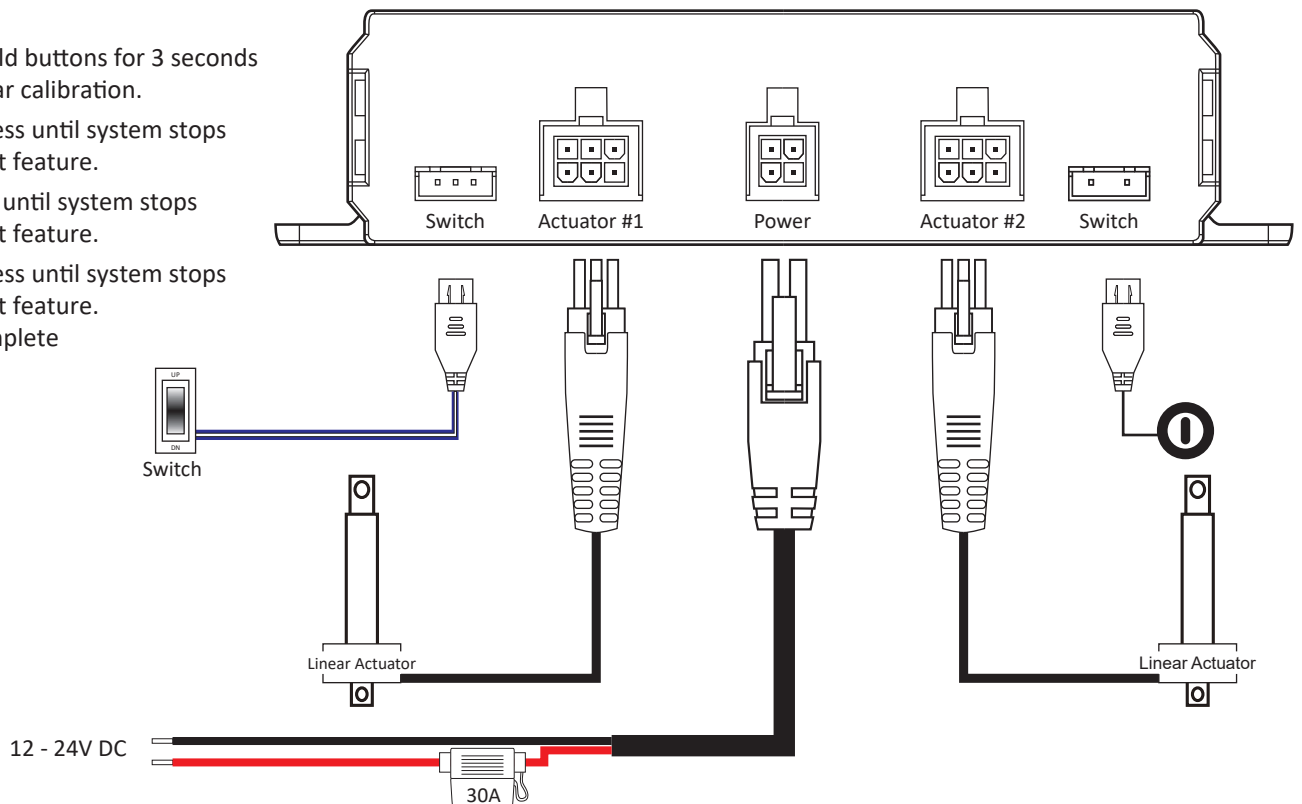 ld buttons for 3 seconds
ar calibration.
ess until system stops
t feature.
until system stops
t feature.
ess until system stops
t feature.
plete
Switch
Actuator #1
Power
Actuator #2
Switch
UP
DN
Switch
Linear Actuator
Linear Actuator
12 - 24V DC
30A